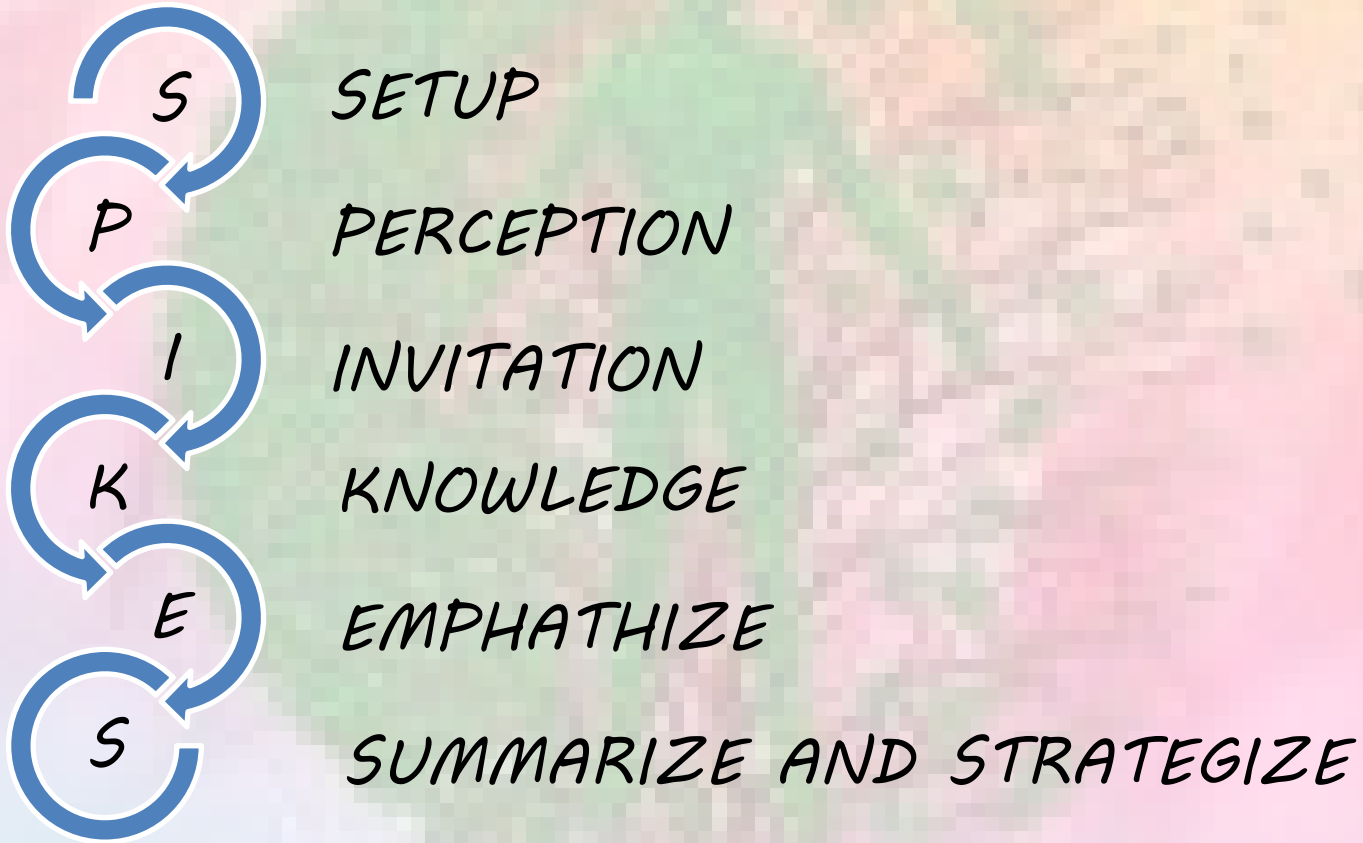 S SETUP
P PERCEPTION
I INVITATION
K KNOWLEDGE
E EMPHATHIZE
S SUMMARIZE AND STRATEGIZE